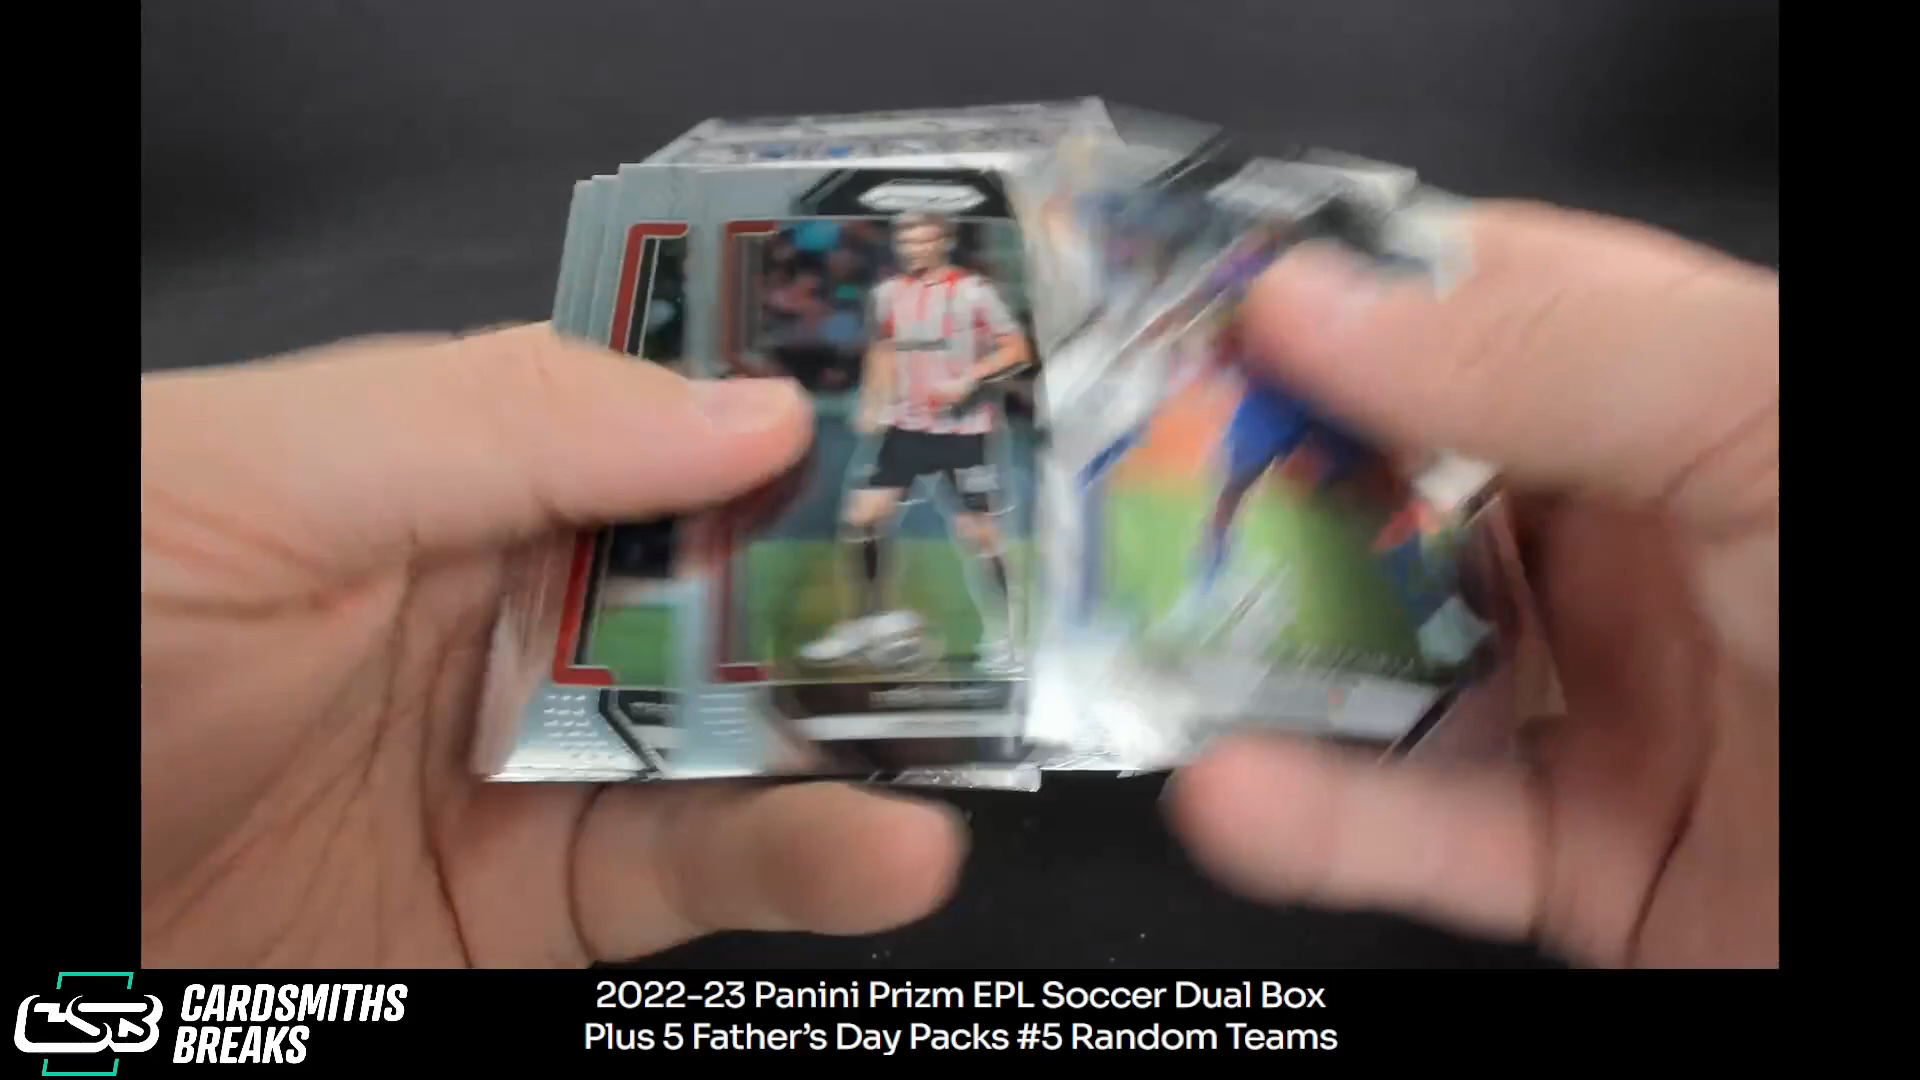 CARDSMITHS
BREAKS
2022-23 Panini Prizm EPL Soccer Dual Box
Plus 5 Father's Day Packs #5 Random Teams